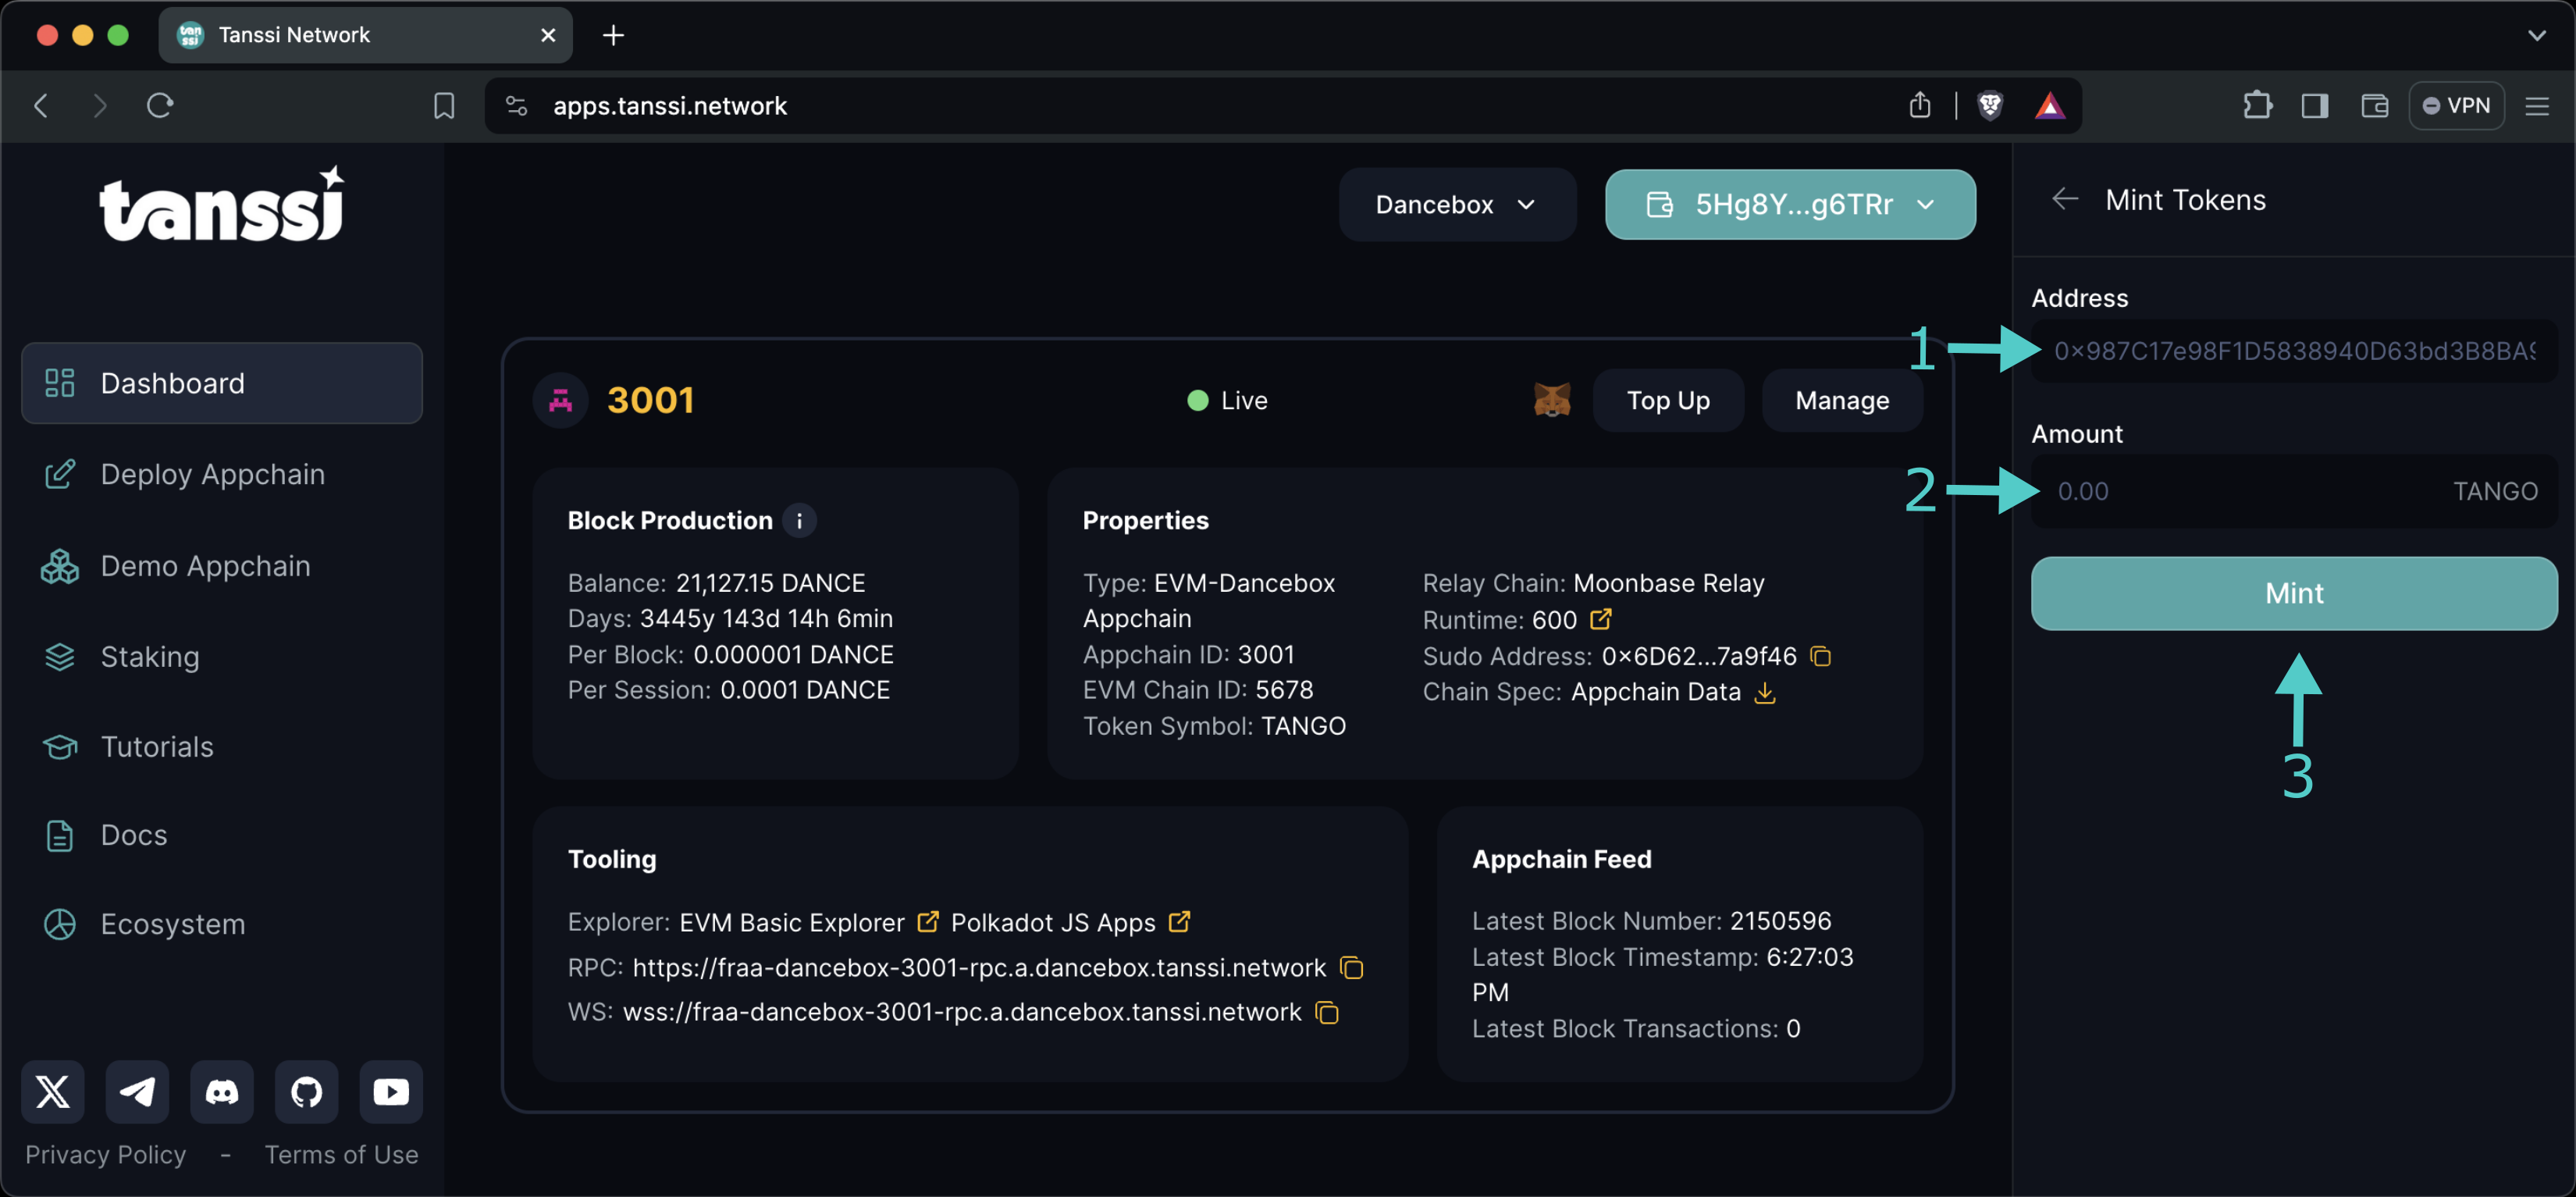 Tanssi Network
apps.tanssi.network
VPN
tanssi
Dashboard
Deploy Appchain
Demo Appchain
Staking
Tutorials
Docs
Ecosystem
Privacy Policy - Terms of Use
Dancebox
5Hg8Y...g6TRr
3001
Live
Top Up
Manage
Block Production
Balance: 21,127.15 DANCE
Days: 3445y 143d 14h 6min
Per Block: 0.000001 DANCE
Per Session: 0.0001 DANCE
Properties
Type: EVM-Dancebox
Appchain
Appchain ID: 3001
EVM Chain ID: 5678
Token Symbol: TANGO
Relay Chain: Moonbase Relay
Runtime: 600
Sudo Address: 0x6D62...7a9f46
Chain Spec: Appchain Data
Tooling
Explorer: EVM Basic Explorer Polkadot JS Apps
RPC: https://fraa-dancebox-3001-rpc.a.dancebox.tanssi.network
WS: wss://fraa-dancebox-3001-rpc.a.dancebox.tanssi.network
Appchain Feed
Latest Block Number: 2150596
Latest Block Timestamp: 6:27:03
PM
Latest Block Transactions: 0
Mint Tokens
Address
1
0x987C17e98F1D5838940D63bd3B8BA9
Amount
2
0.00 TANGO
Mint
3